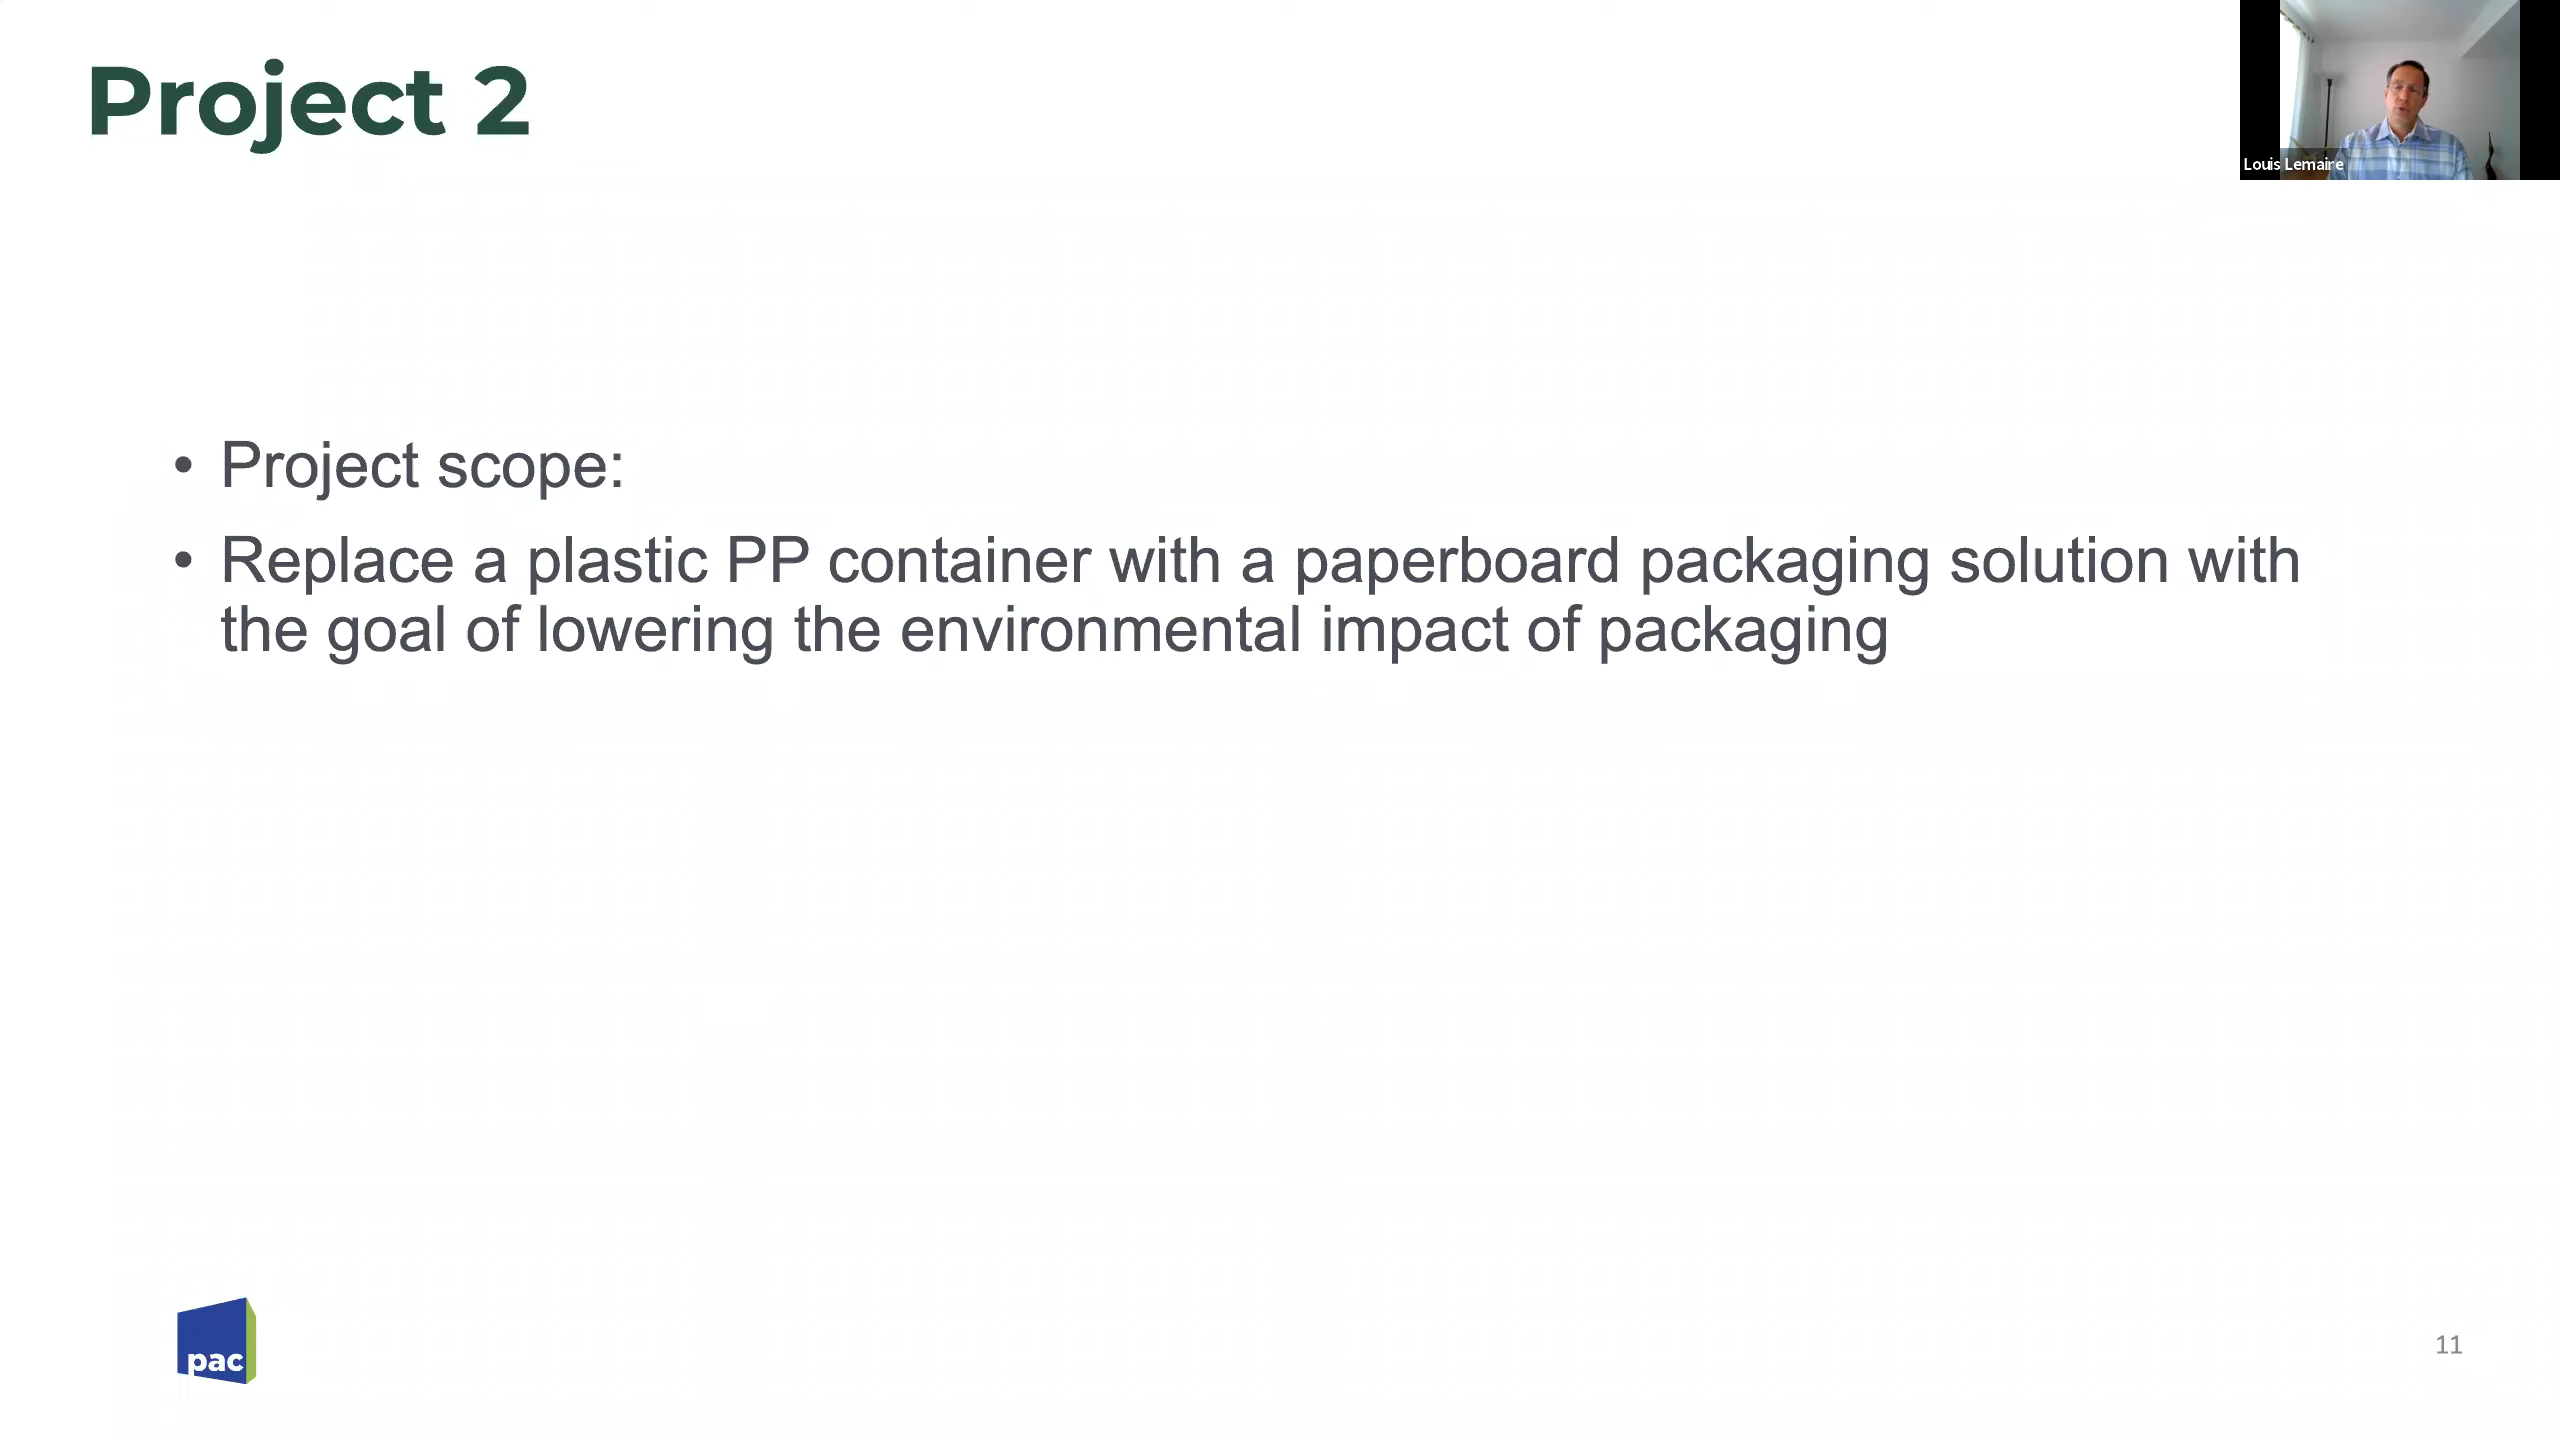 Project 2
Louis Lemaire
• Project scope:
• Replace a plastic PP container with a paperboard packaging solution with
the goal of lowering the environmental impact of packaging
pac
11